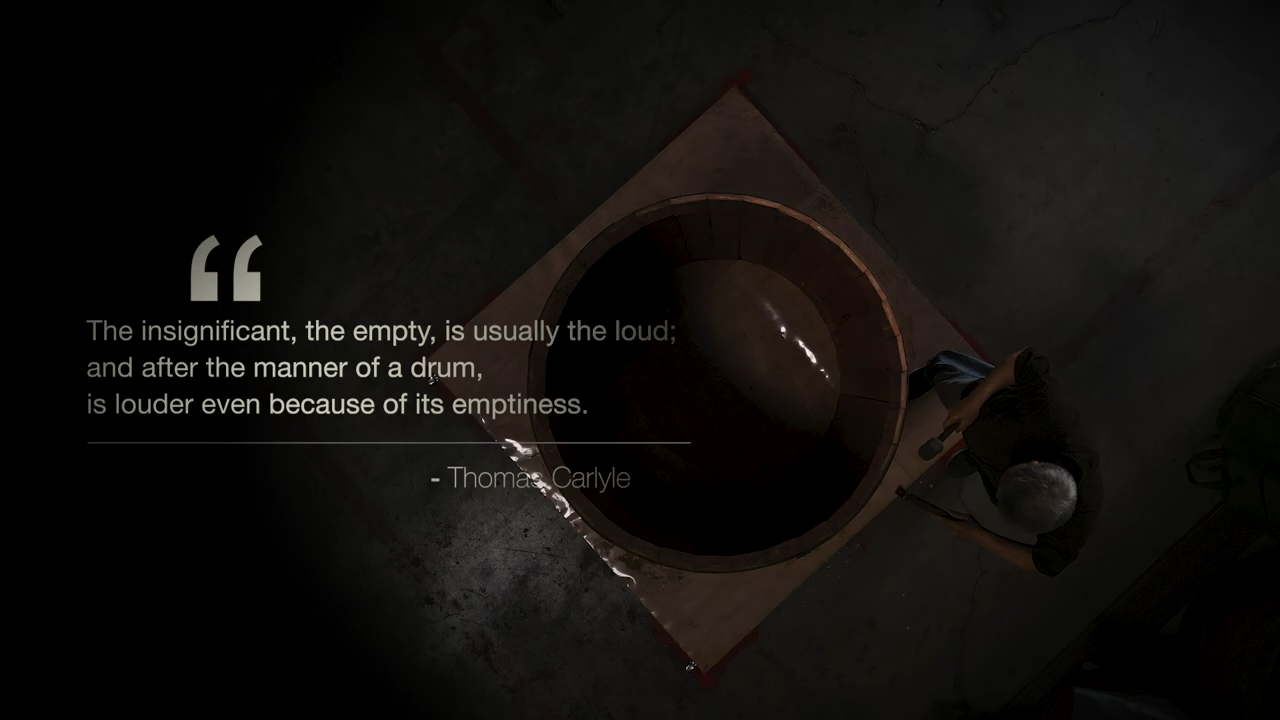 “
The insignificant, the empty, is usually the loud;
and after the manner of a drum,
is louder even because of its emptiness.
- Thomas Carlyle